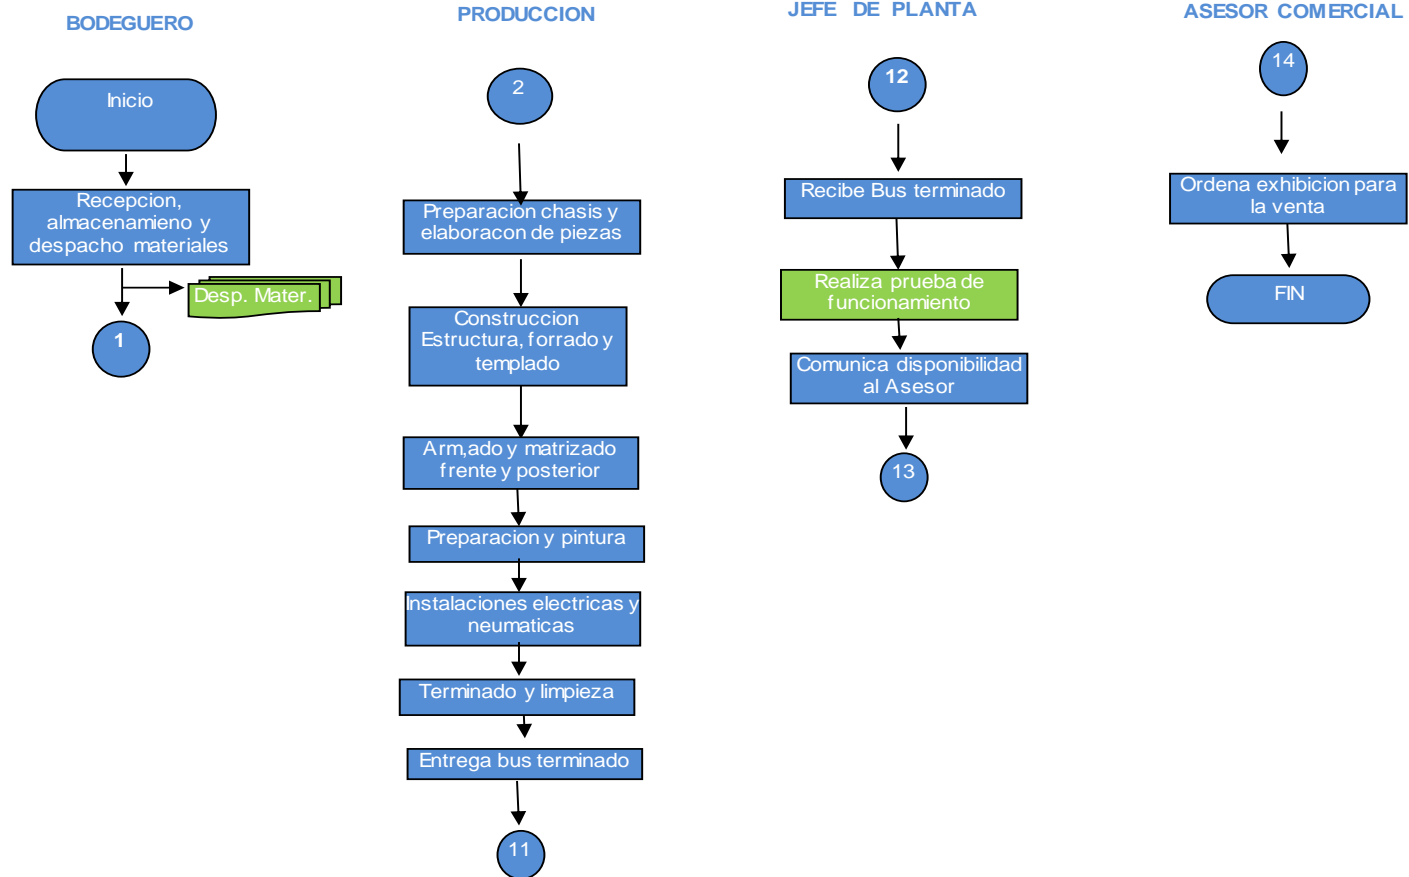 BODEGUERO
Inicio
Recepcion,
almacenamieno y
despacho materiales
Desp. Mater.
1
PRODUCCION
2
Preparacion chasis y
elaboracon de piezas
Construccion
Estructura, forrado y
templado
Arm,ado y matrizado
frente y posterior
Preparacion y pintura
Instalaciones electricas y
neumaticas
Terminado y limpieza
Entrega bus terminado
11
JEFE DE PLANTA
12
Recibe Bus terminado
Realiza prueba de
funcionamiento
Comunica disponibilidad
al Asesor
13
ASESOR COMERCIAL
14
Ordena exhibicion para
la venta
FIN